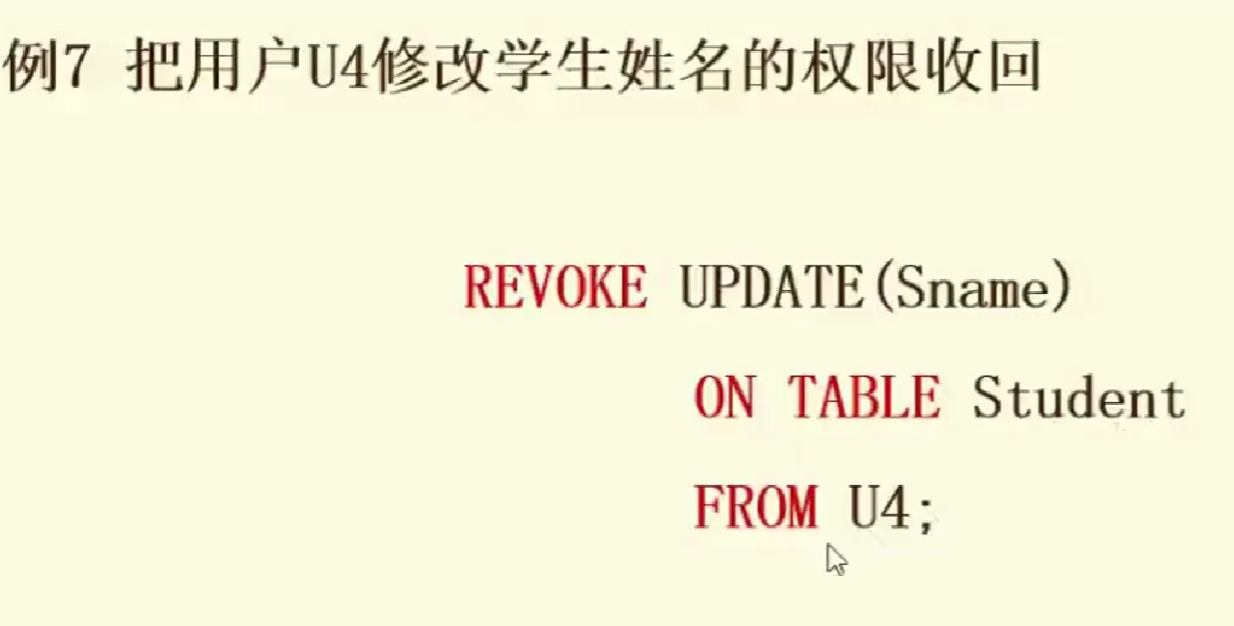 例7 把用户U4修改学生姓名的权限收回
REVOKE UPDATE(Sname)
ON TABLE Student
FROM U4;